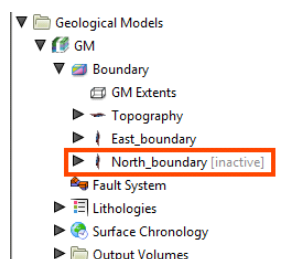 Geological Models
GM
Boundary
GM Extents
Topography
East_boundary
North_boundary [inactive]
Fault System
Lithologies
Surface Chronology
Output Volumes